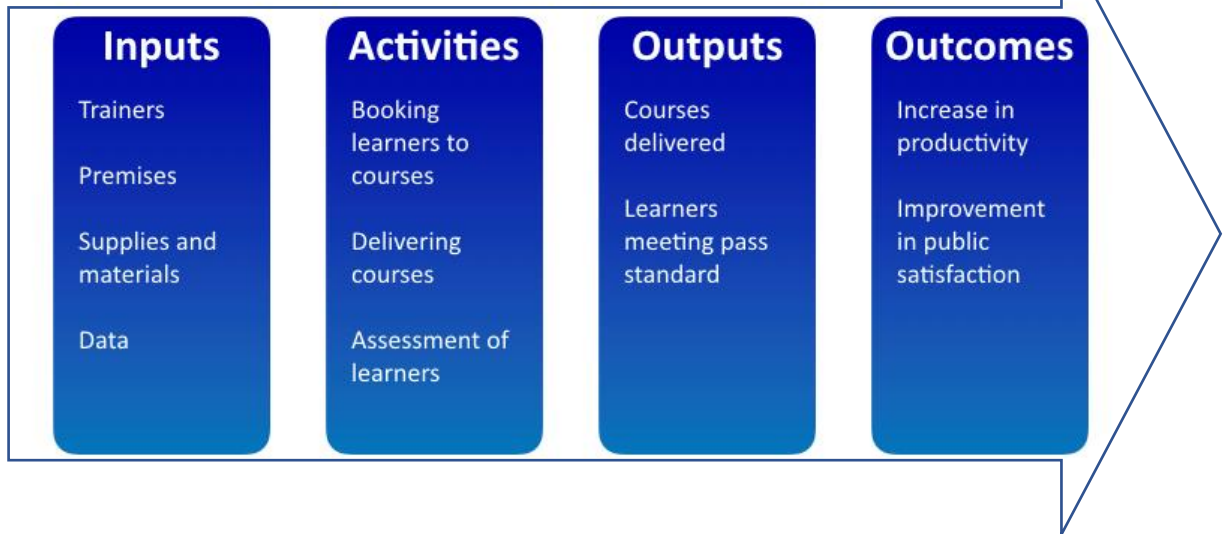 Inputs
Trainers
Premises
Supplies and
materials
Data
Activities
Booking
learners to
courses
Delivering
courses
Assessment of
learners
Outputs
Courses
delivered
Learners
meeting pass
standard
Outcomes
Increase in
productivity
Improvement
in public
satisfaction